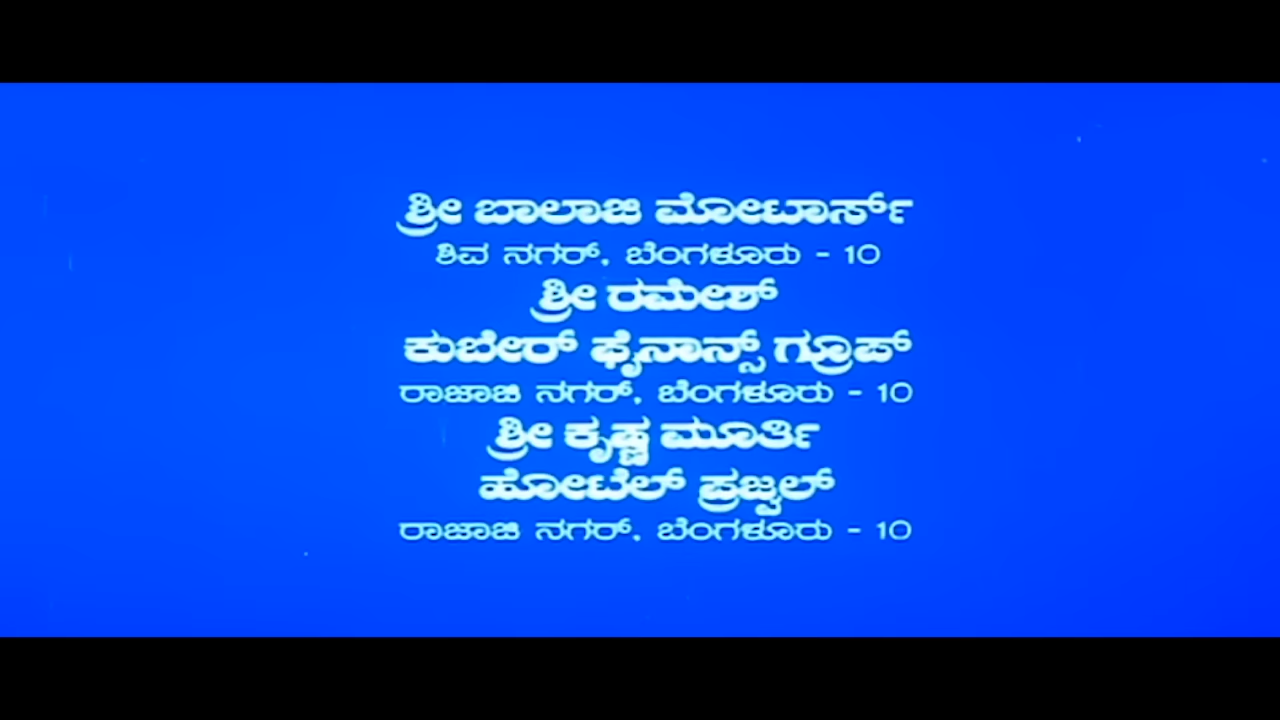 ಶ್ರೀ ಬಾಲಾಜಿ ಮೋಟಾರ್ಸ್
ಶಿವ ನಗರ್, ಬೆಂಗಳೂರು - 10
ಶ್ರೀ ರಮೇಶ್
ಕುಬೇರ್ ಫೈನಾನ್ಸ್ ಗ್ರೂಪ್
ರಾಜಾಜಿ ನಗರ್, ಬೆಂಗಳೂರು - 10
ಶ್ರೀ ಕೃಷ್ಣ ಮೂರ್ತಿ
ಹೋಟೆಲ್ ಪ್ರಜ್ವಲ್
ರಾಜಾಜಿ ನಗರ್, ಬೆಂಗಳೂರು - 10